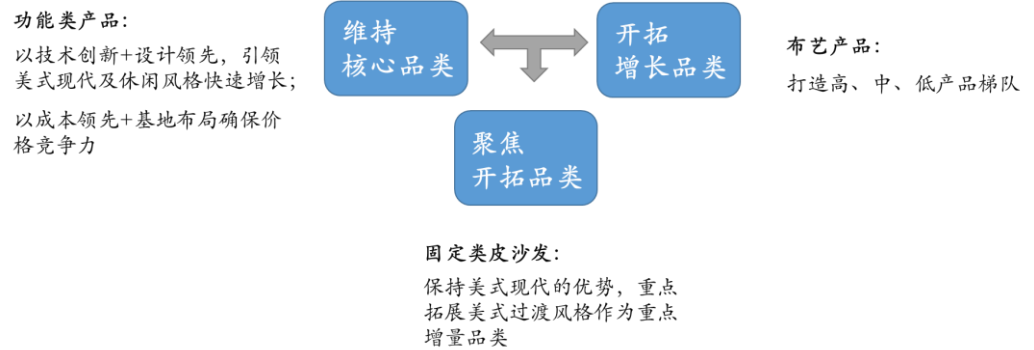 功能类产品：
以技术创新+设计领先，引领
美式现代及休闲风格快速增长；
以成本领先+基地布局确保价
格竞争力
维持
核心品类
开拓
增长品类
聚焦
开拓品类
布艺产品：
打造高、中、低产品梯队
固定类皮沙发：
保持美式现代的优势，重点
拓展美式过渡风格作为重点
增量品类